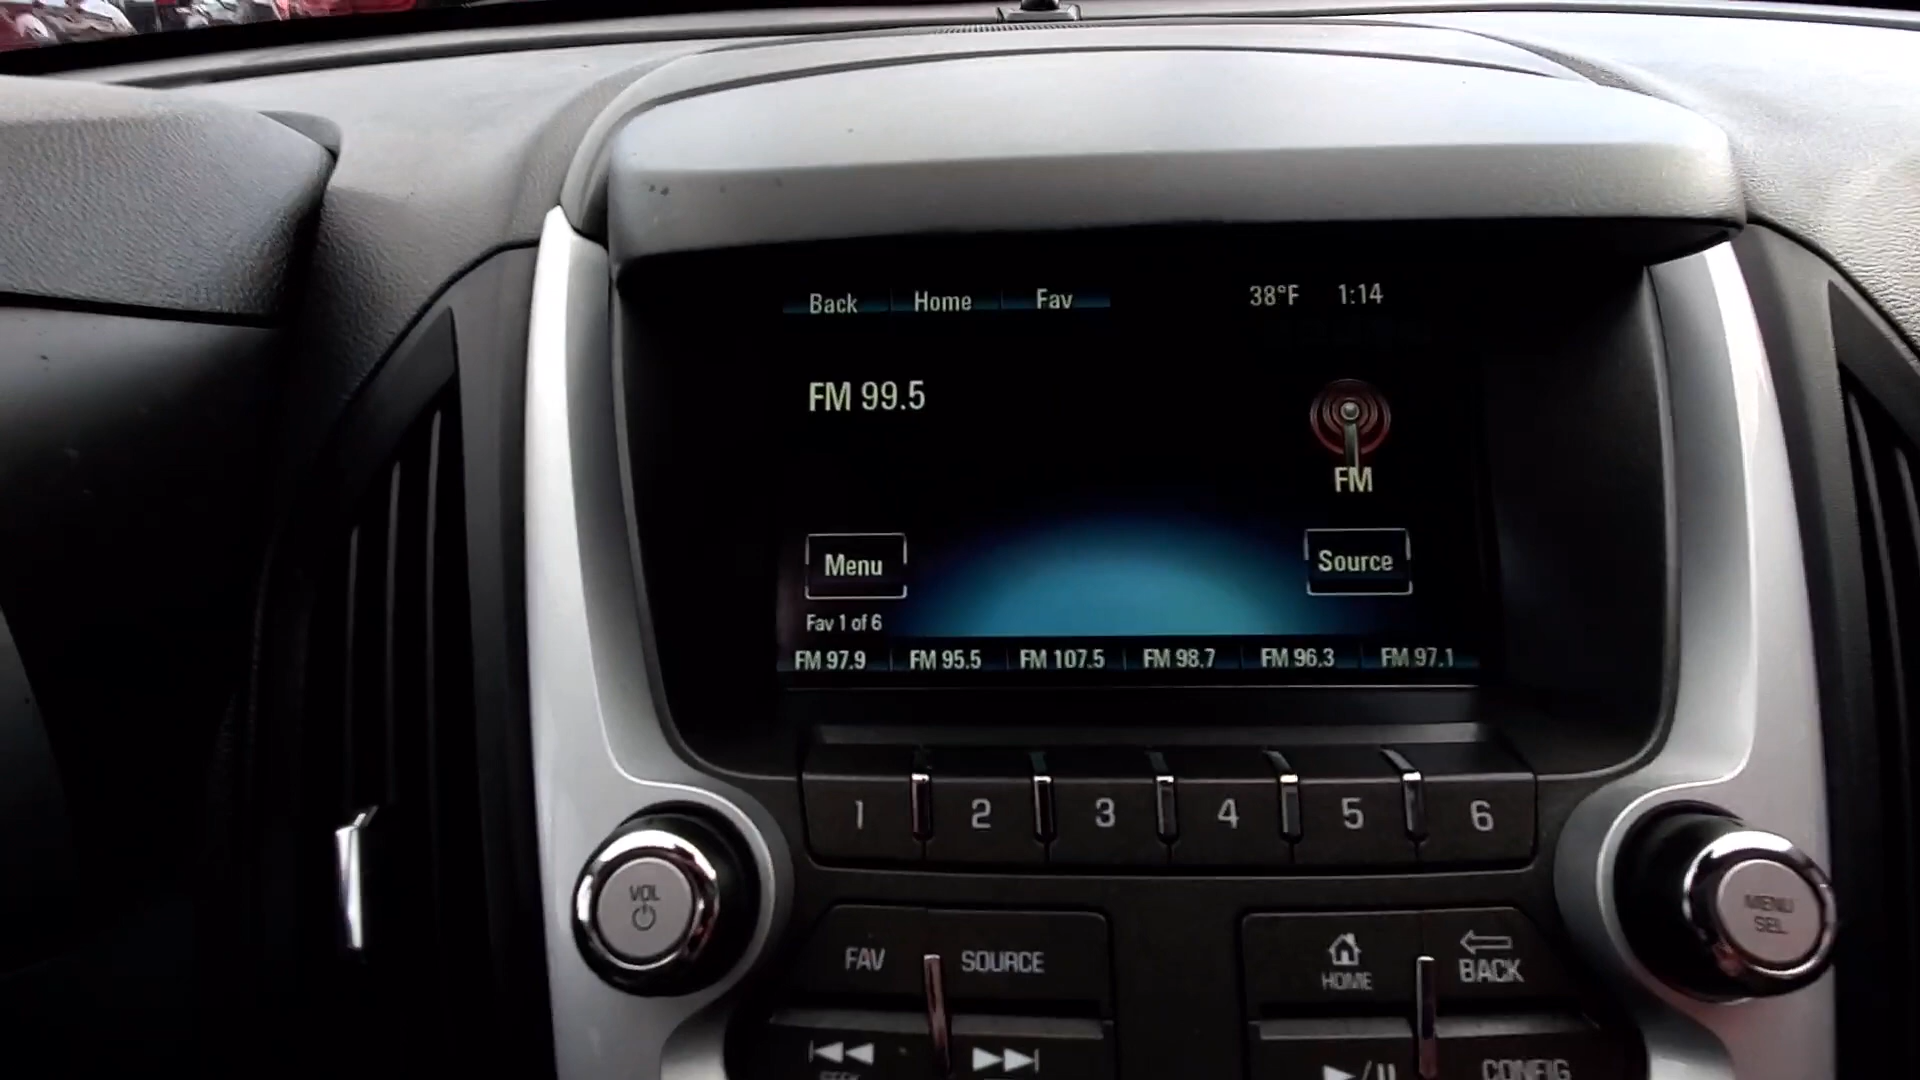 Back Home Fav 38°F 1:14
FM 99.5
FM
Menu Source
Fav 1 of 6
FM 97.9 FM 95.5 FM 107.5 FM 98.7 FM 96.3 FM 97.1
1 2 3 4 5 6
VOL
MENU
SEL
FAV SOURCE
HOME BACK
CONFIG